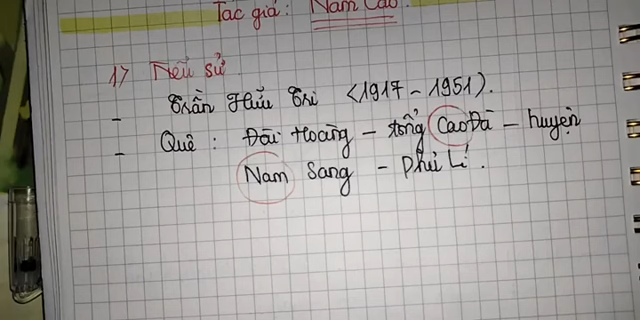 Tác giả: Nam Cao.
1) Tiểu sử
- Trần Hữu Tri (1917-1951).
- Quê: Đại Hoàng - tổng Cao Đà - huyện
Nam Sang - Phủ Lí.